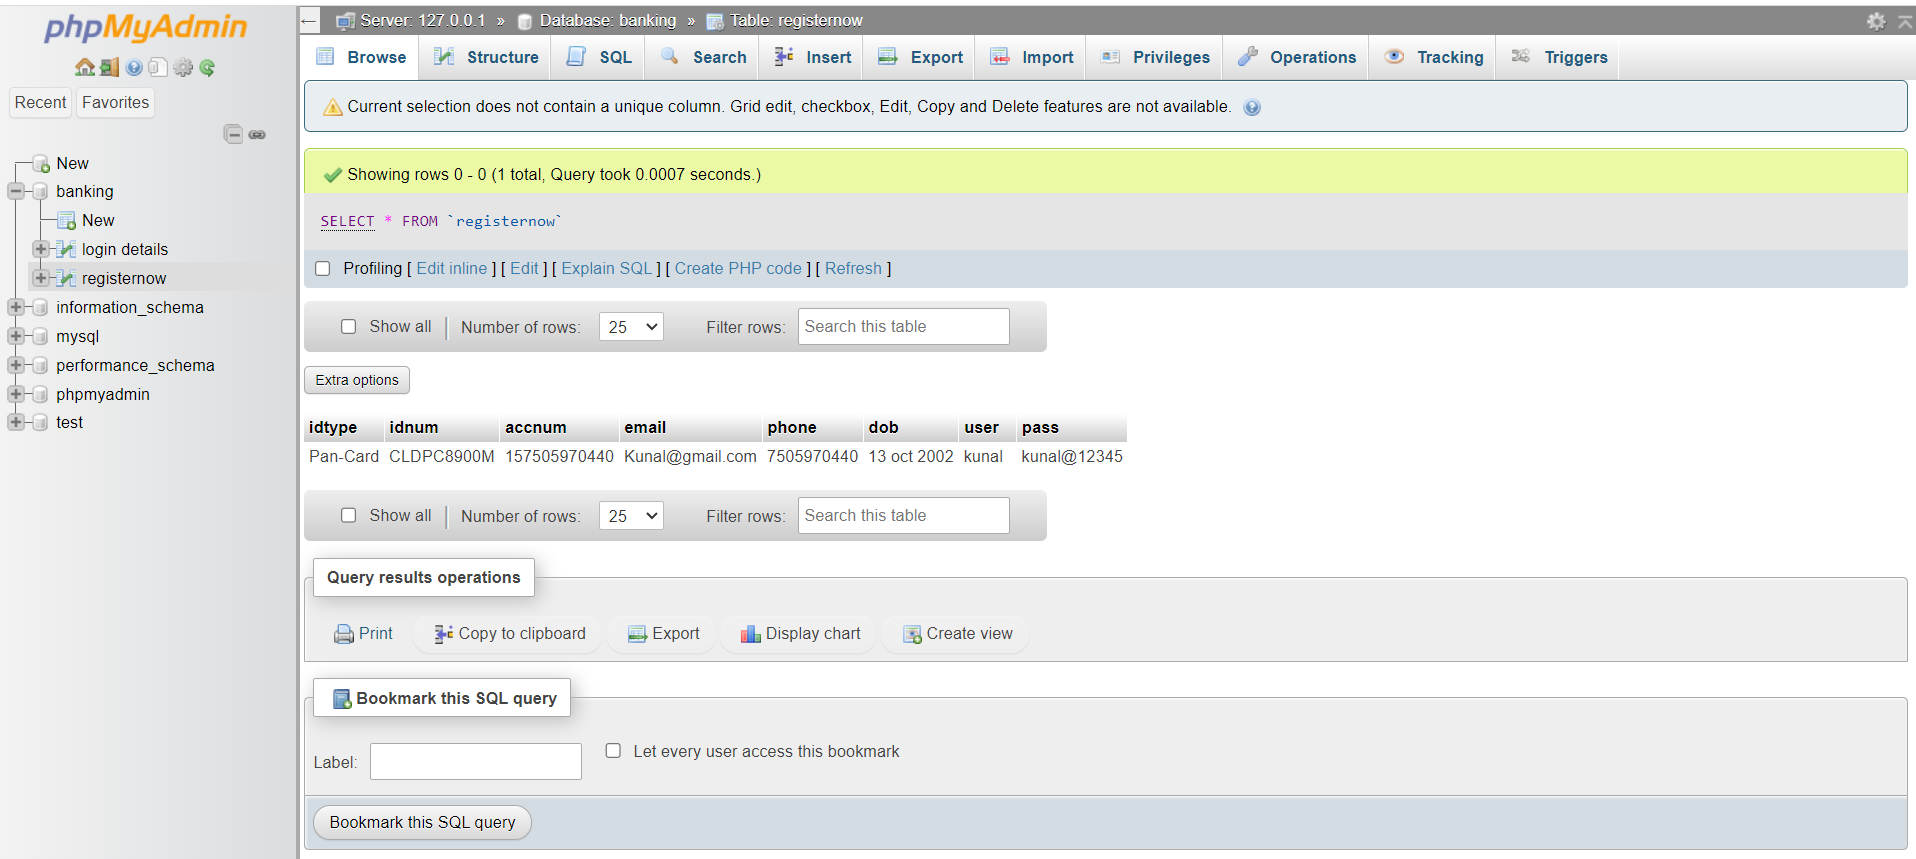 phpMyAdmin
Recent Favorites
New
banking
New
login details
registernow
information_schema
mysql
performance_schema
phpmyadmin
test
Server: 127.0.0.1 » Database: banking » Table: registernow
Browse Structure SQL Search Insert Export Import Privileges Operations Tracking Triggers
Current selection does not contain a unique column. Grid edit, checkbox, Edit, Copy and Delete features are not available.
Showing rows 0 - 0 (1 total, Query took 0.0007 seconds.)
SELECT * FROM `registernow`
Profiling [ Edit inline ] [ Edit ] [ Explain SQL ] [ Create PHP code ] [ Refresh ]
Show all Number of rows: 25 Filter rows: Search this table
Extra options
idtype idnum accnum email phone dob user pass
Pan-Card CLDPC8900M 157505970440 Kunal@gmail.com 7505970440 13 oct 2002 kunal kunal@12345
Show all Number of rows: 25 Filter rows: Search this table
Query results operations
Print Copy to clipboard Export Display chart Create view
Bookmark this SQL query
Label: Let every user access this bookmark
Bookmark this SQL query